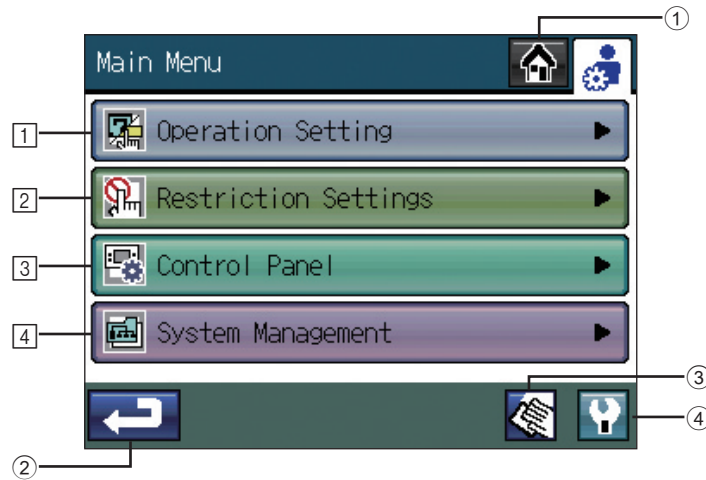 ①
Main Menu
1 Operation Setting
2 Restriction Settings
3 Control Panel
4 System Management
③
④
②